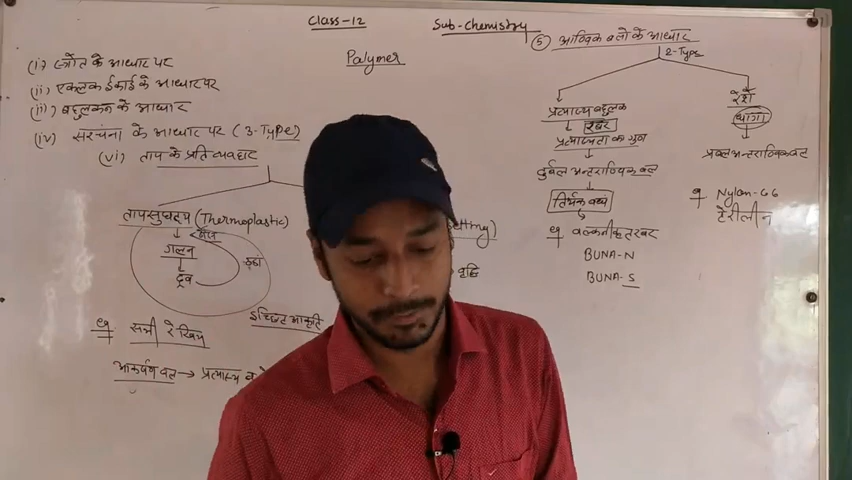 Class-12
Sub-Chemistry
Polymer
(i) स्त्रोत के आधार पर
(ii) एकलक ईकाई के आधार पर
(iii) बहुलकन के आधार
(iv) संरचना के आधार पर (3-Type)
(vi) ताप के प्रति व्यवहार
तापसुघट्य (Thermoplastic)
गलन
द्रव
ठंडा
इच्छित आकृति
आकर्षण बल → प्रत्यास्थ
setting)
वृद्धि
(5) आण्विक बलों के आधार
2-Type
प्रत्यास्थ बहुलक
रबर
प्रत्यास्थता का गुण
दुर्बल अन्तराण्विक बल
तिर्यक बन्ध
वल्कनीकृत रबर
BUNA-N
BUNA-S
रेशे
धागा
प्रबल अन्तराण्विक बल
Nylon-66
टेरीलीन